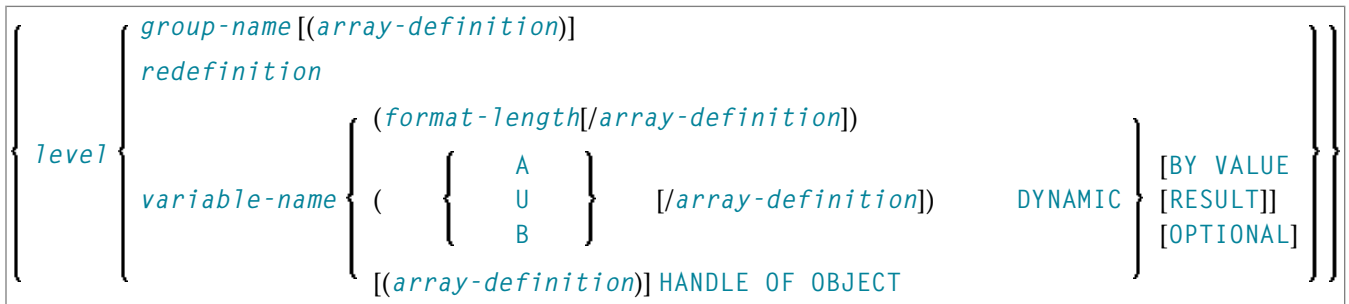 group-name [(array-definition)]
redefinition
(format-length[/array-definition])
level
variable-name
( A U B [/array-definition]) DYNAMIC
[(array-definition)] HANDLE OF OBJECT
[BY VALUE
[RESULT]]
[OPTIONAL]